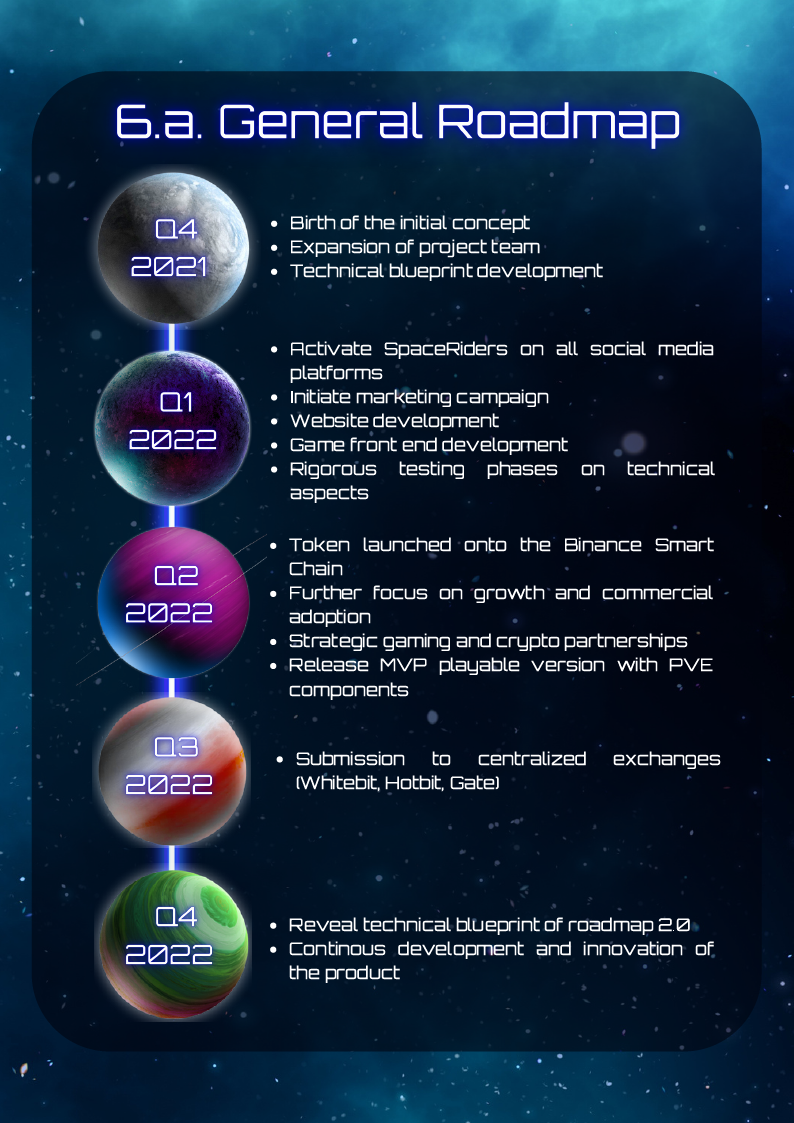 6.a. General Roadmap
Q4
2021
• Birth of the initial concept
• Expansion of project team
• Technical blueprint development
Q1
2022
• Activate SpaceRiders on all social media
platforms
• Initiate marketing campaign
• Website development
• Game front end development
• Rigorous testing phases on technical
aspects
Q2
2022
• Token launched onto the Binance Smart
Chain
• Further focus on growth and commercial
adoption
• Strategic gaming and crypto partnerships
• Release MVP playable version with PVE
components
Q3
2022
• Submission to centralized exchanges
(Whitebit, Hotbit, Gate)
Q4
2022
• Reveal technical blueprint of roadmap 2.0
• Continous development and innovation of
the product